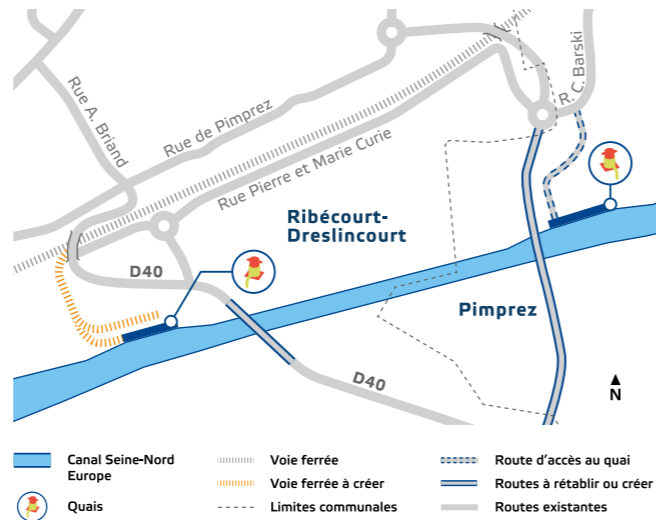 Rue A. Briand
Rue de Pimprez
Rue Pierre et Marie Curie
R. C. Barski
Ribécourt-
Dreslincourt
D40
Pimprez
D40
N
Canal Seine-Nord
Europe
Quais
Voie ferrée
Voie ferrée à créer
Limites communales
Route d'accès au quai
Routes à rétablir ou créer
Routes existantes